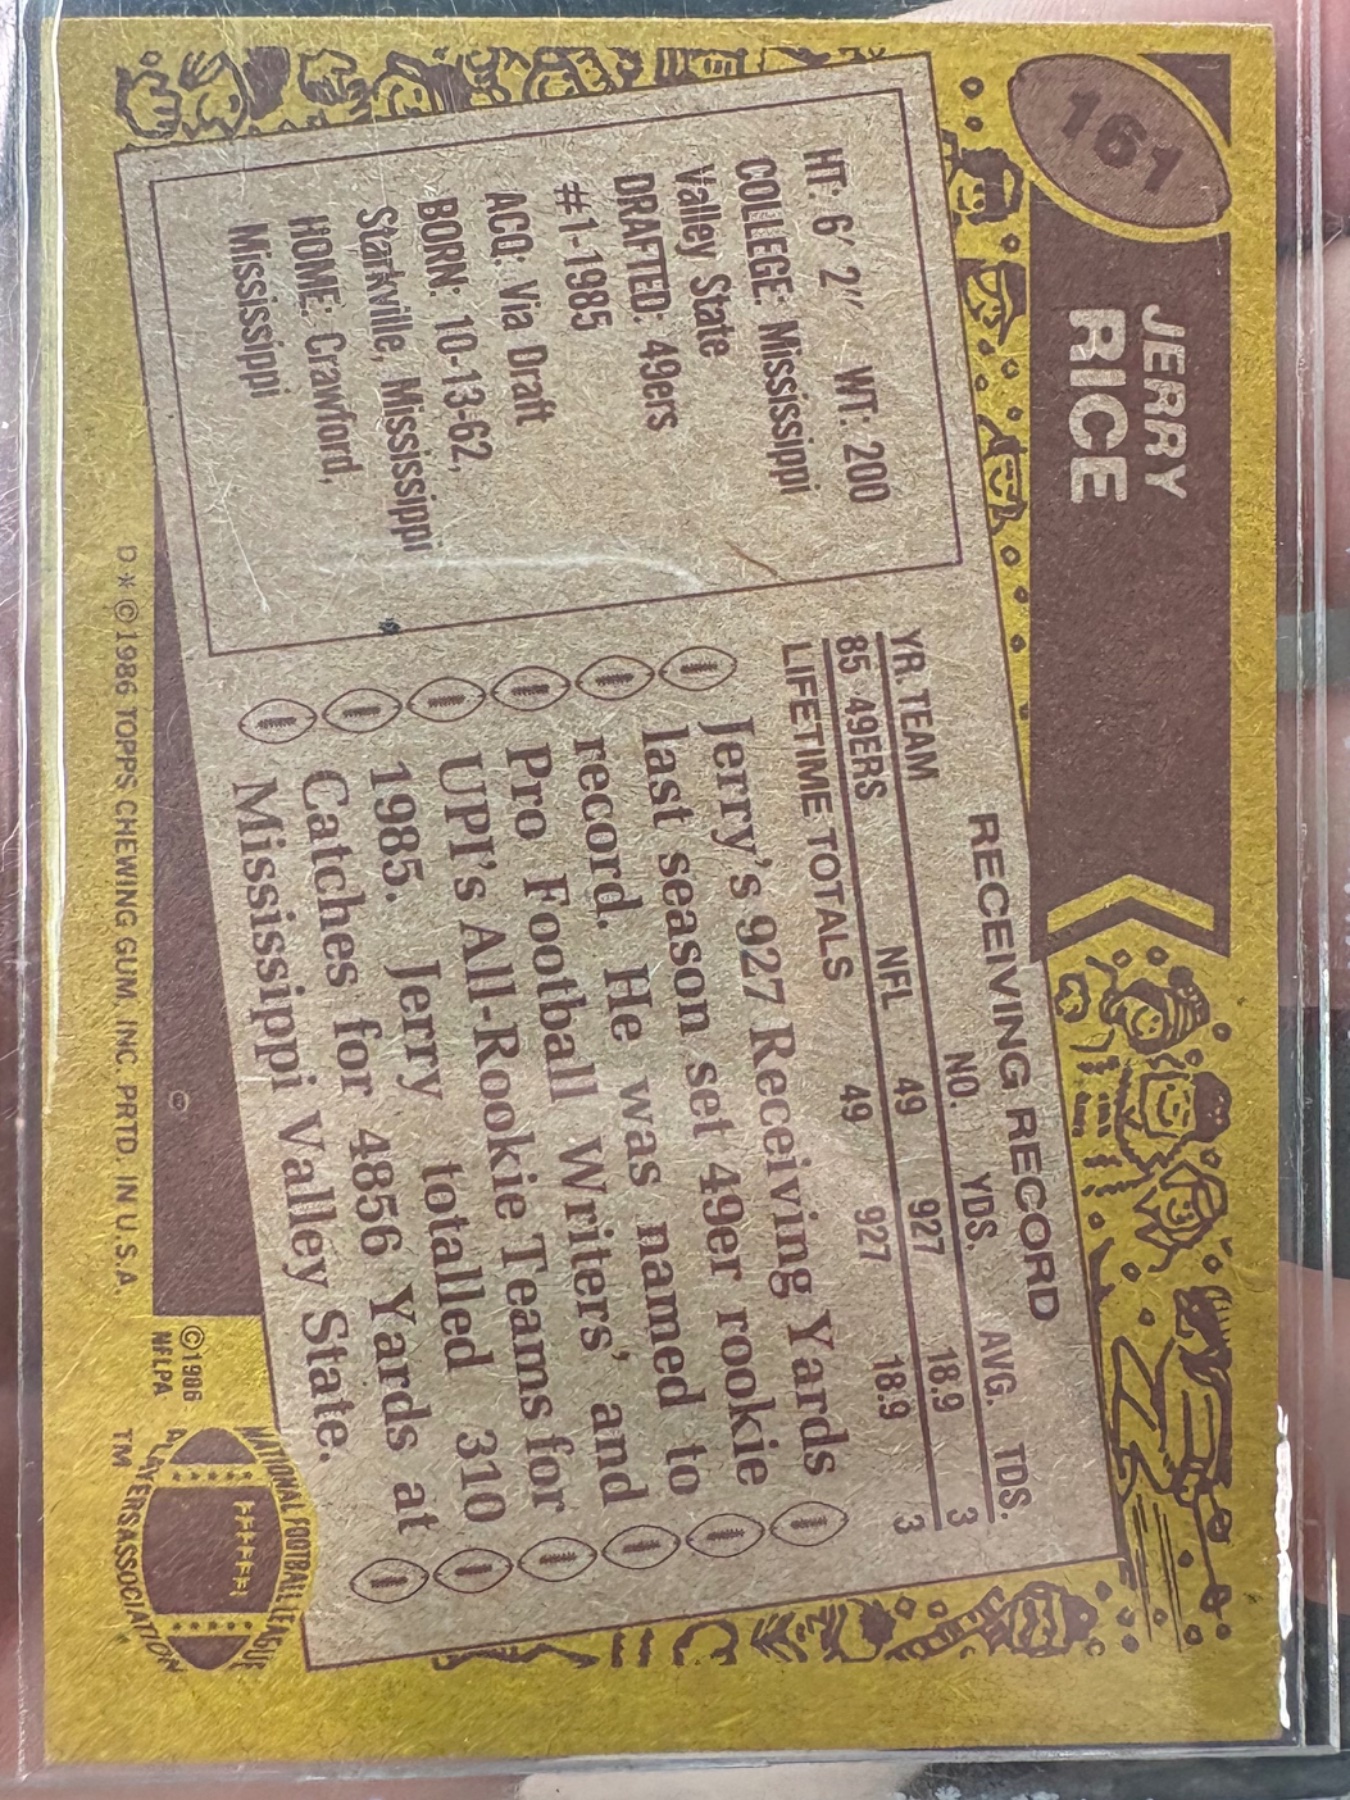 161
JERRY
RICE
HT: 6' 2" WT: 200
COLLEGE: Mississippi
Valley State
DRAFTED: 49ers
#1-1985
ACQ: Via Draft
BORN: 10-13-62,
Starkville, Mississippi
HOME: Crawford,
Mississippi
RECEIVING RECORD
YR. TEAM NO. YDS. AVG. TDS.
85 49ERS NFL 49 927 18.9 3
LIFETIME TOTALS 49 927 18.9 3
Jerry's 927 Receiving Yards
last season set 49er rookie
record. He was named to
Pro Football Writers' and
UPI's All-Rookie Teams for
1985. Jerry totalled 310
Catches for 4856 Yards at
Mississippi Valley State.
D * © 1986 TOPPS CHEWING GUM, INC. PRTD. IN U.S.A.
© 1986
NFLPA
TM
NATIONAL FOOTBALL LEAGUE
PLAYERS ASSOCIATION